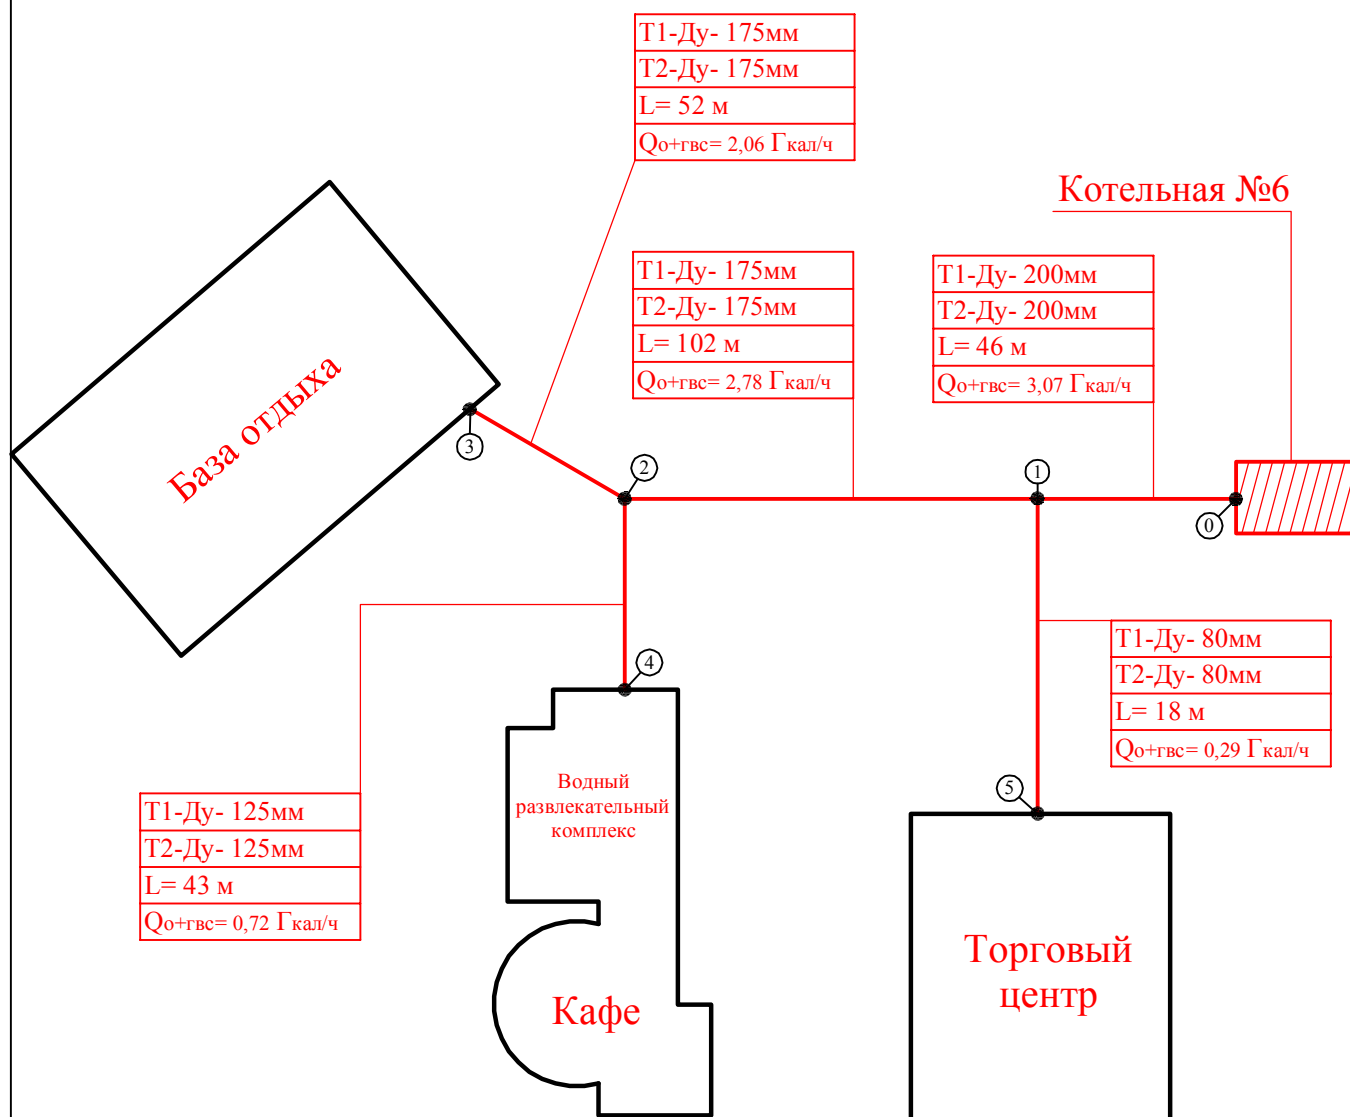 Т1-Ду- 175мм
Т2-Ду- 175мм
L= 52 м
Qо+гвс= 2,06 Гкал/ч
Котельная №6
Т1-Ду- 175мм
Т2-Ду- 175мм
L= 102 м
Qо+гвс= 2,78 Гкал/ч
Т1-Ду- 200мм
Т2-Ду- 200мм
L= 46 м
Qо+гвс= 3,07 Гкал/ч
База отдыха
3
2
1
0
4
Т1-Ду- 80мм
Т2-Ду- 80мм
L= 18 м
Qо+гвс= 0,29 Гкал/ч
5
Т1-Ду- 125мм
Т2-Ду- 125мм
L= 43 м
Qо+гвс= 0,72 Гкал/ч
Водный
развлекательный
комплекс
Кафе
Торговый
центр